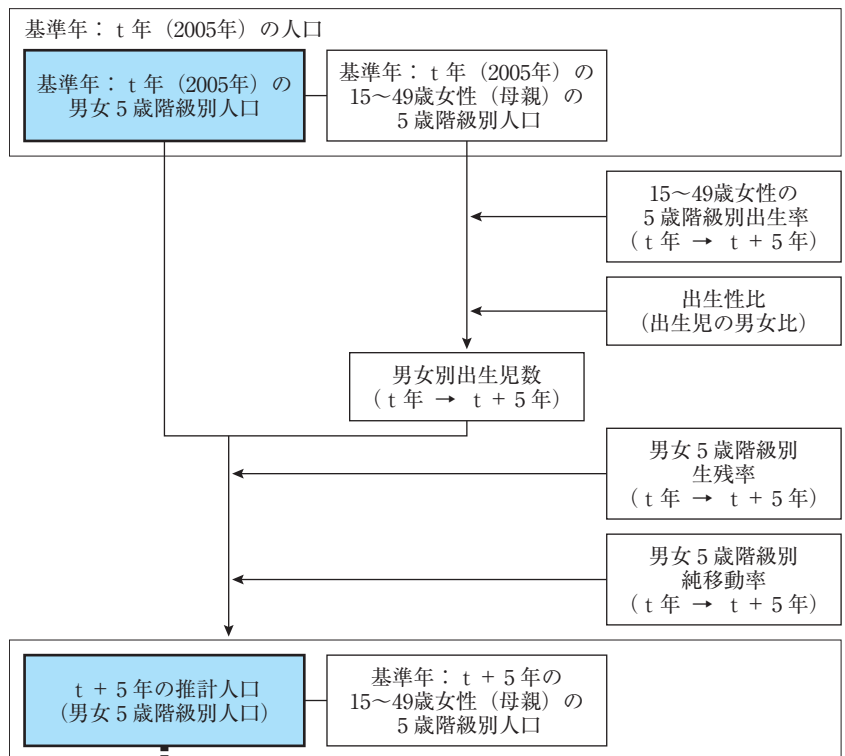 基準年：ｔ年（2005年）の人口
基準年：ｔ年（2005年）の
男女５歳階級別人口
基準年：ｔ年（2005年）の
15～49歳女性（母親）の
５歳階級別人口
15～49歳女性の
５歳階級別出生率
（ｔ年 → ｔ＋５年）
出生性比
（出生児の男女比）
男女別出生児数
（ｔ年 → ｔ＋５年）
男女５歳階級別
生残率
（ｔ年 → ｔ＋５年）
男女５歳階級別
純移動率
（ｔ年 → ｔ＋５年）
ｔ＋５年の推計人口
（男女５歳階級別人口）
基準年：ｔ＋５年の
15～49歳女性（母親）の
５歳階級別人口